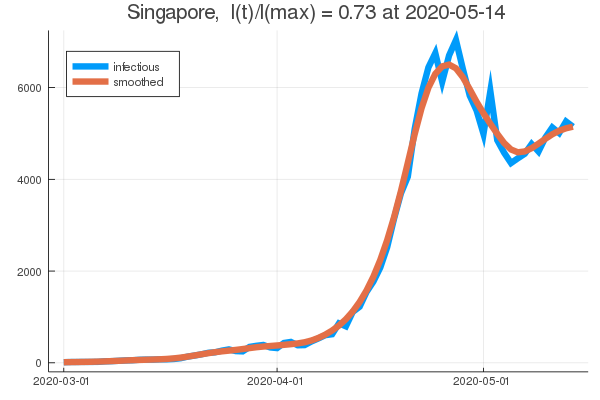 Singapore, I(t)/I(max) = 0.73 at 2020-05-14
infectious
smoothed
6000
4000
2000
0
2020-03-01 2020-04-01 2020-05-01